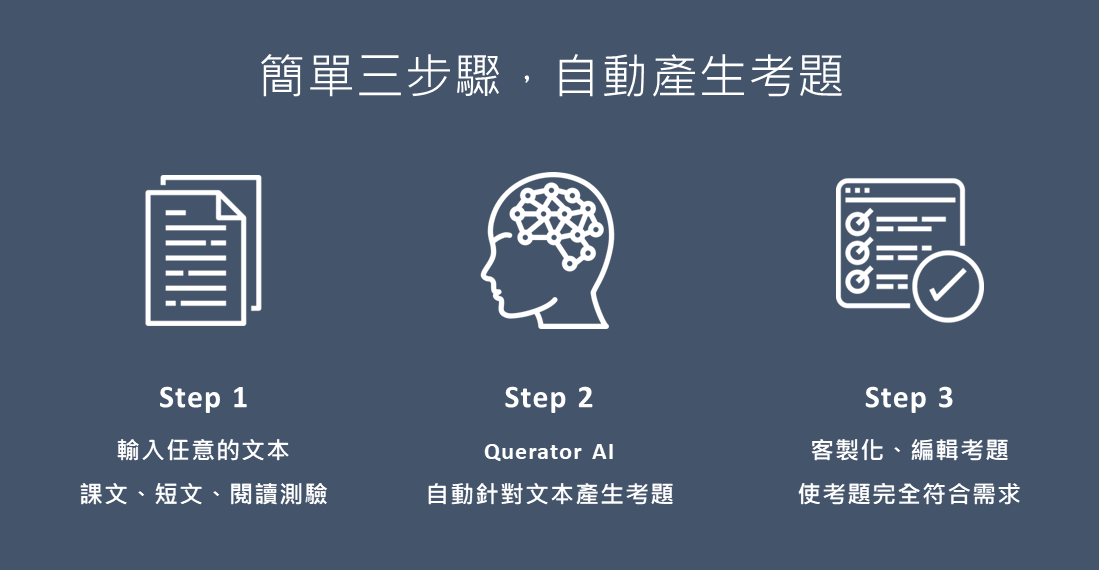 簡單三步驟，自動產生考題
Step 1
輸入任意的文本
課文、短文、閱讀測驗
Step 2
Querator AI
自動針對文本產生考題
Step 3
客製化、編輯考題
使考題完全符合需求